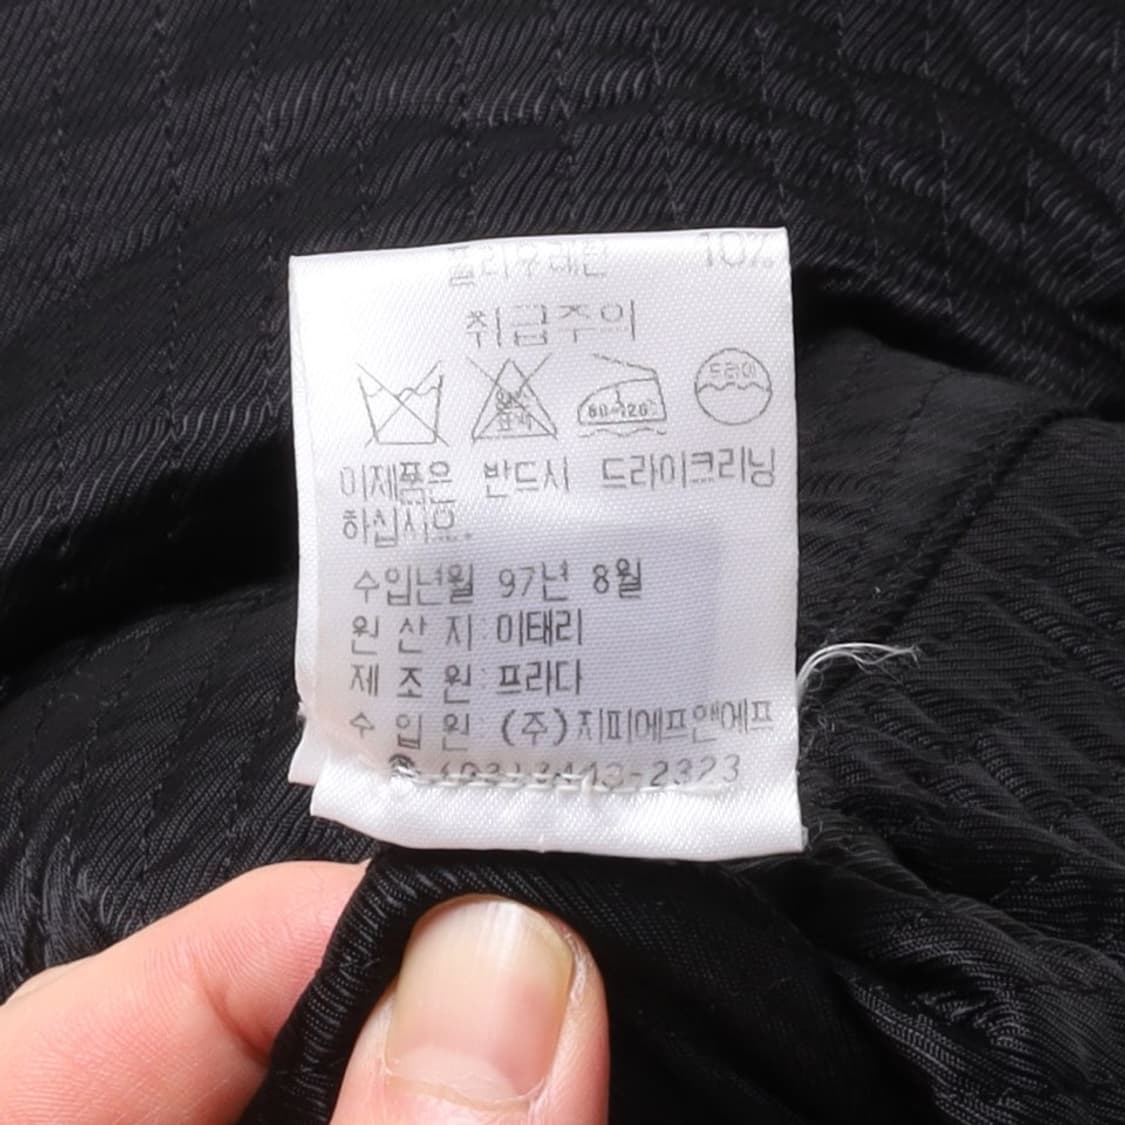 폴리우레탄 10%
취급주의
80~120℃ 드라이
이제품은 반드시 드라이크리닝
하십시요.
수입년월 97년 8월
원 산 지: 이태리
제 조 원: 프라다
수 입 원: (주)지피에프앤에프
-2323